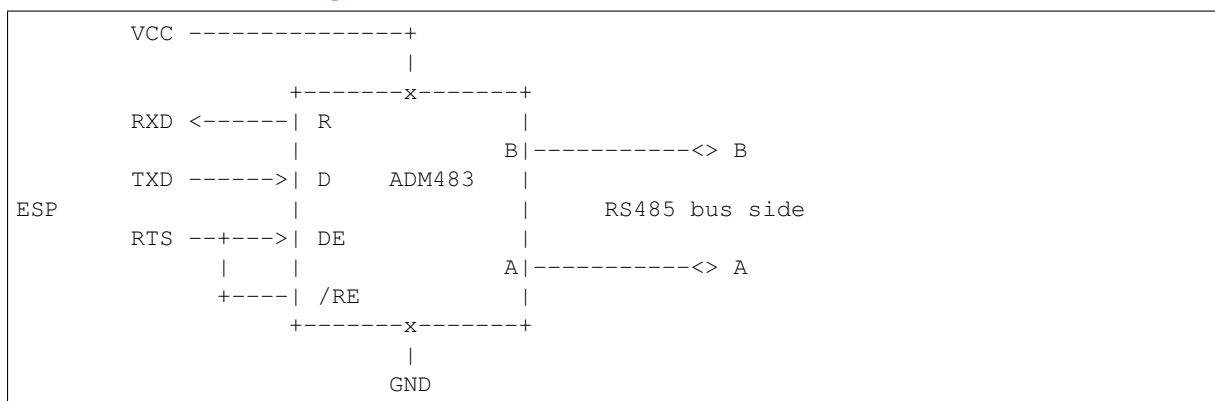 VCC ---------------+
|
+-------x-------+
RXD <------| R |
| B|-----------<> B
TXD ------>| D ADM483 |
ESP | | RS485 bus side
RTS --+--->| DE |
| | A|-----------<> A
+----| /RE |
+-------x-------+
|
GND